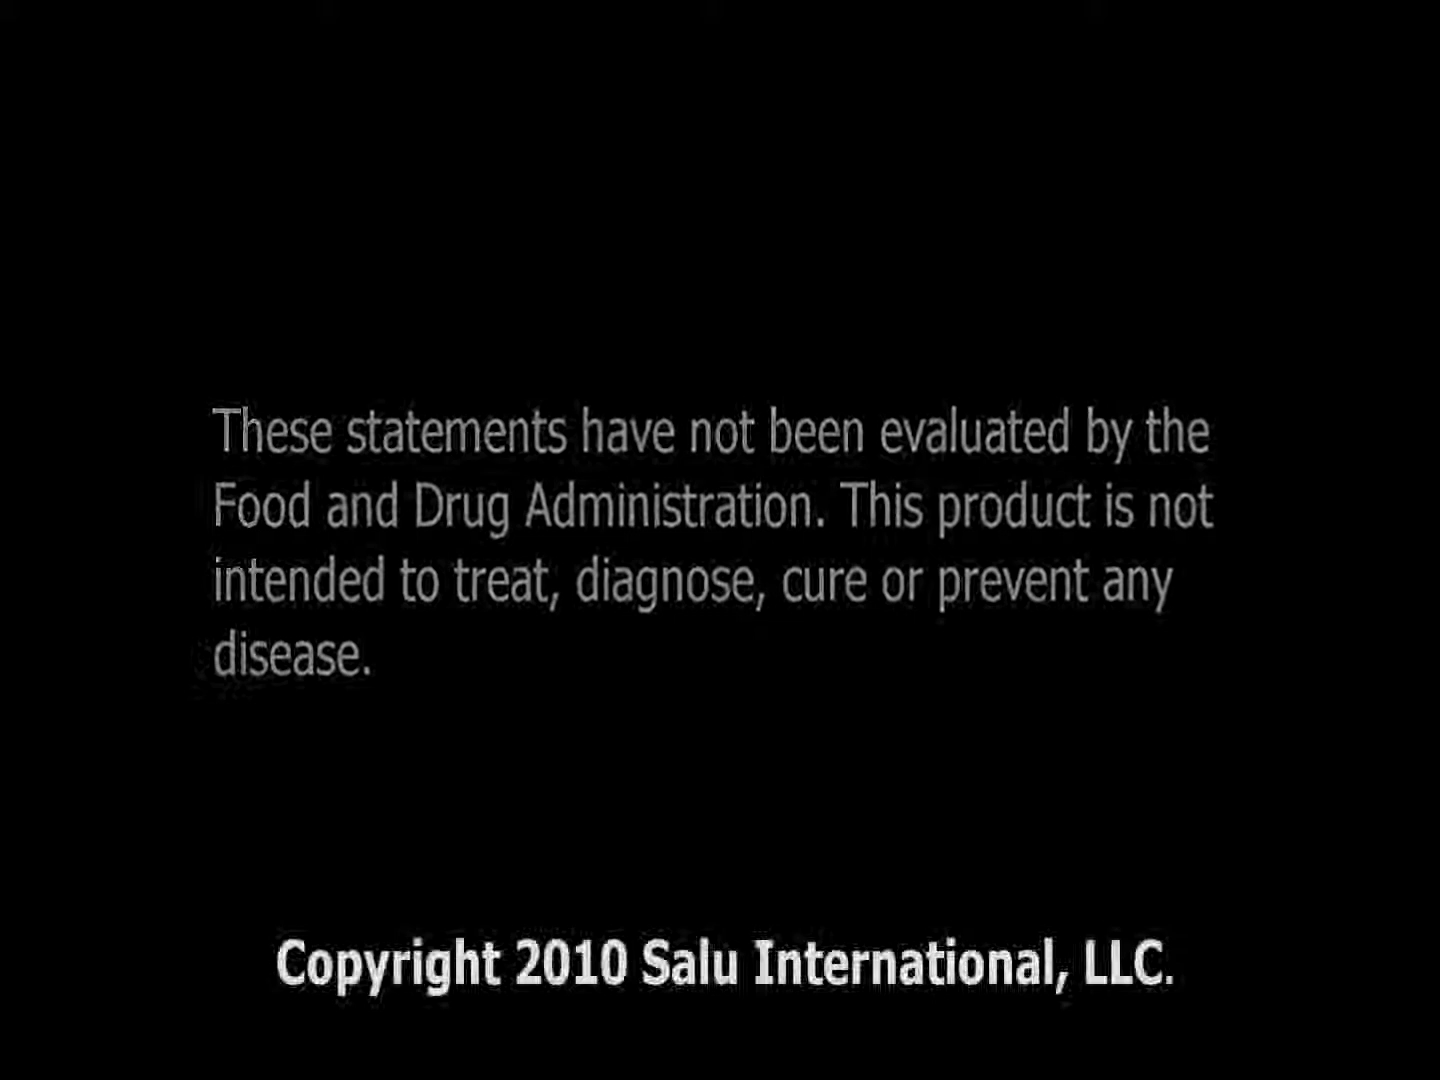 These statements have not been evaluated by the
Food and Drug Administration. This product is not
intended to treat, diagnose, cure or prevent any
disease.
Copyright 2010 Salu International, LLC.